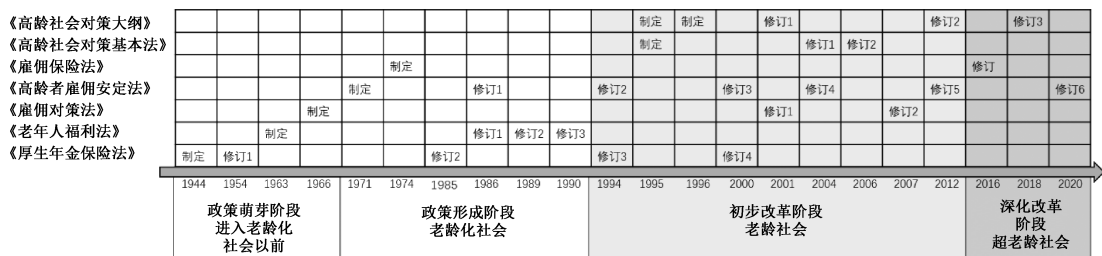 《高龄社会对策大纲》 制定 制定 修订1 修订2 修订3
《高龄社会对策基本法》 制定 修订1 修订2
《雇佣保险法》 制定 修订
《高龄者雇佣安定法》 制定 修订1 修订2 修订3 修订4 修订5 修订6
《雇佣对策法》 制定 修订1 修订2
《老年人福利法》 制定 修订1 修订2 修订3
《厚生年金保险法》 制定 修订1 修订2 修订3 修订4
1944 1954 1963 1966 1971 1974 1985 1986 1989 1990 1994 1995 1996 2000 2001 2004 2006 2007 2012 2016 2018 2020
政策萌芽阶段
进入老龄化
社会以前
政策形成阶段
老龄化社会
初步改革阶段
老龄社会
深化改革
阶段
超老龄社会